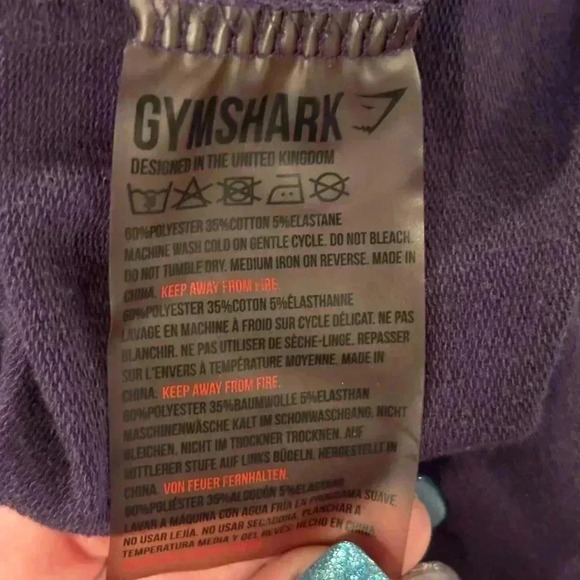 GYMSHARK
DESIGNED IN THE UNITED KINGDOM
60%POLYESTER 35%COTTON 5%ELASTANE
MACHINE WASH COLD ON GENTLE CYCLE. DO NOT BLEACH.
DO NOT TUMBLE DRY. MEDIUM IRON ON REVERSE. MADE IN
CHINA. KEEP AWAY FROM FIRE.
60%POLYESTER 35%COTON 5%ÉLASTHANNE
LAVAGE EN MACHINE À FROID SUR CYCLE DÉLICAT. NE PAS
BLANCHIR. NE PAS UTILISER DE SÈCHE-LINGE. REPASSER
SUR L'ENVERS À TEMPÉRATURE MOYENNE. MADE IN
CHINA. KEEP AWAY FROM FIRE.
60%POLYESTER 35%BAUMWOLLE 5%ELASTHAN
MASCHINENWÄSCHE KALT IM SCHONWASCHGANG. NICHT
BLEICHEN. NICHT IM TROCKNER TROCKNEN. AUF
MITTLERER STUFE AUF LINKS BÜGELN. HERGESTELLT IN
CHINA. VON FEUER FERNHALTEN.
60%POLIÉSTER 35%ALGODÓN 5%ELASTANO
LAVAR A MÁQUINA CON AGUA FRÍA EN PROGRAMA SUAVE.
NO USAR LEJÍA. NO USAR SECADORA. PLANCHAR A
TEMPERATURA MEDIA Y DEL REVÉS. HECHO EN CHINA.